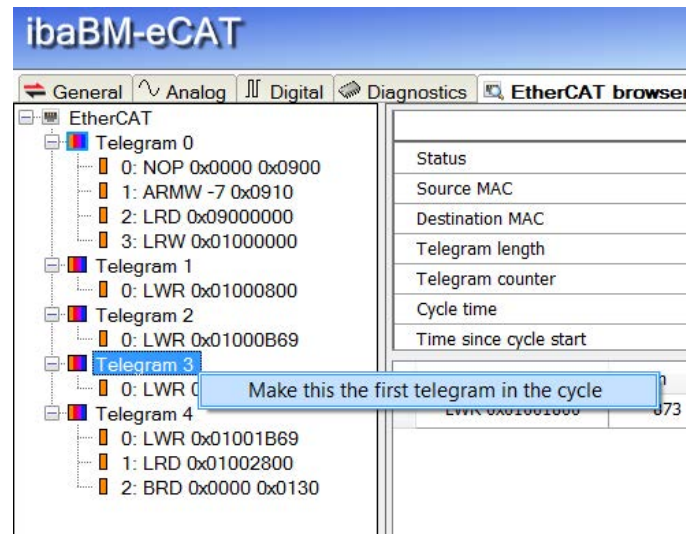 ibaBM-eCAT
General Analog Digital Diagnostics EtherCAT browser
EtherCAT
Telegram 0
0: NOP 0x0000 0x0900
1: ARMW -7 0x0910
2: LRD 0x09000000
3: LRW 0x01000000
Telegram 1
0: LWR 0x01000800
Telegram 2
0: LWR 0x01000B69
Telegram 3
0: LWR
Telegram 4
0: LWR 0x01001B69
1: LRD 0x01002800
2: BRD 0x0000 0x0130
Make this the first telegram in the cycle
Status
Source MAC
Destination MAC
Telegram length
Telegram counter
Cycle time
Time since cycle start